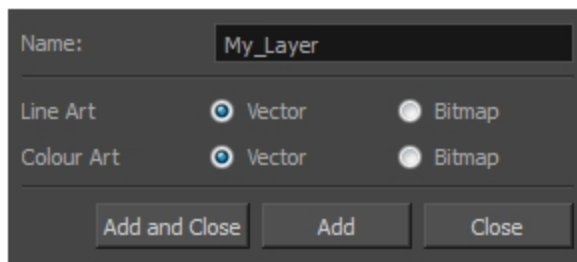 Name: My_Layer
Line Art Vector Bitmap
Colour Art Vector Bitmap
Add and Close Add Close